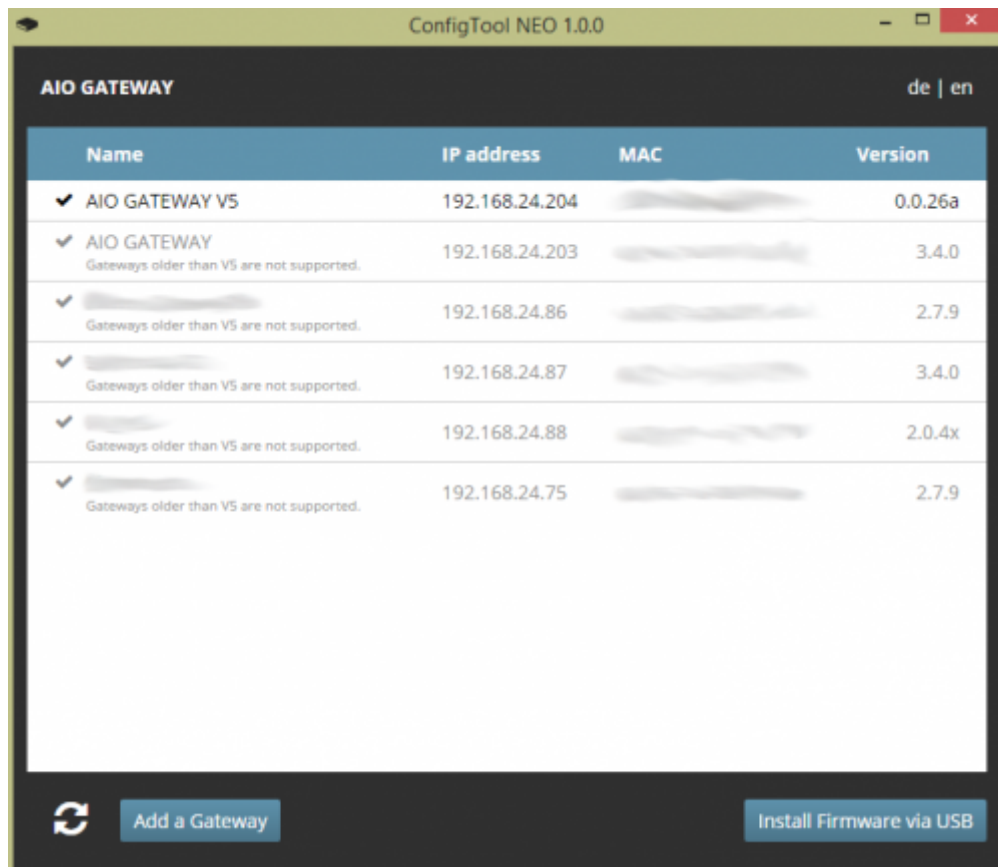 ConfigTool NEO 1.0.0
AIO GATEWAY de | en
Name IP address MAC Version
AIO GATEWAY V5 192.168.24.204 0.0.26a
AIO GATEWAY 192.168.24.203 3.4.0
Gateways older than V5 are not supported.
192.168.24.86 2.7.9
Gateways older than V5 are not supported.
192.168.24.87 3.4.0
Gateways older than V5 are not supported.
192.168.24.88 2.0.4x
Gateways older than V5 are not supported.
192.168.24.75 2.7.9
Gateways older than V5 are not supported.
Add a Gateway Install Firmware via USB